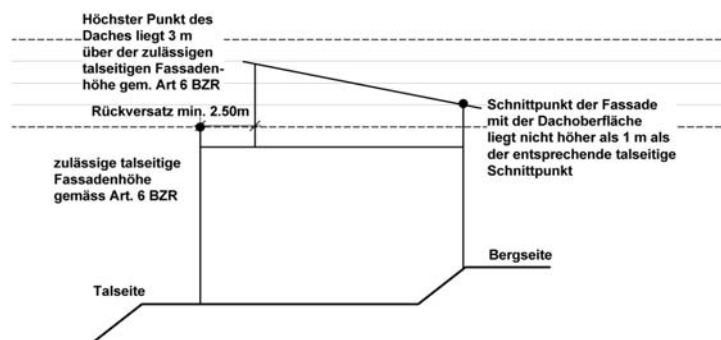 Höchster Punkt des
Daches liegt 3 m
über der zulässigen
talseitigen Fassaden-
höhe gem. Art 6 BZR
Rückversatz min. 2.50m
Schnittpunkt der Fassade
mit der Dachoberfläche
liegt nicht höher als 1 m als
der entsprechende talseitige
Schnittpunkt
zulässige talseitige
Fassadenhöhe
gemäss Art. 6 BZR
Bergseite
Talseite